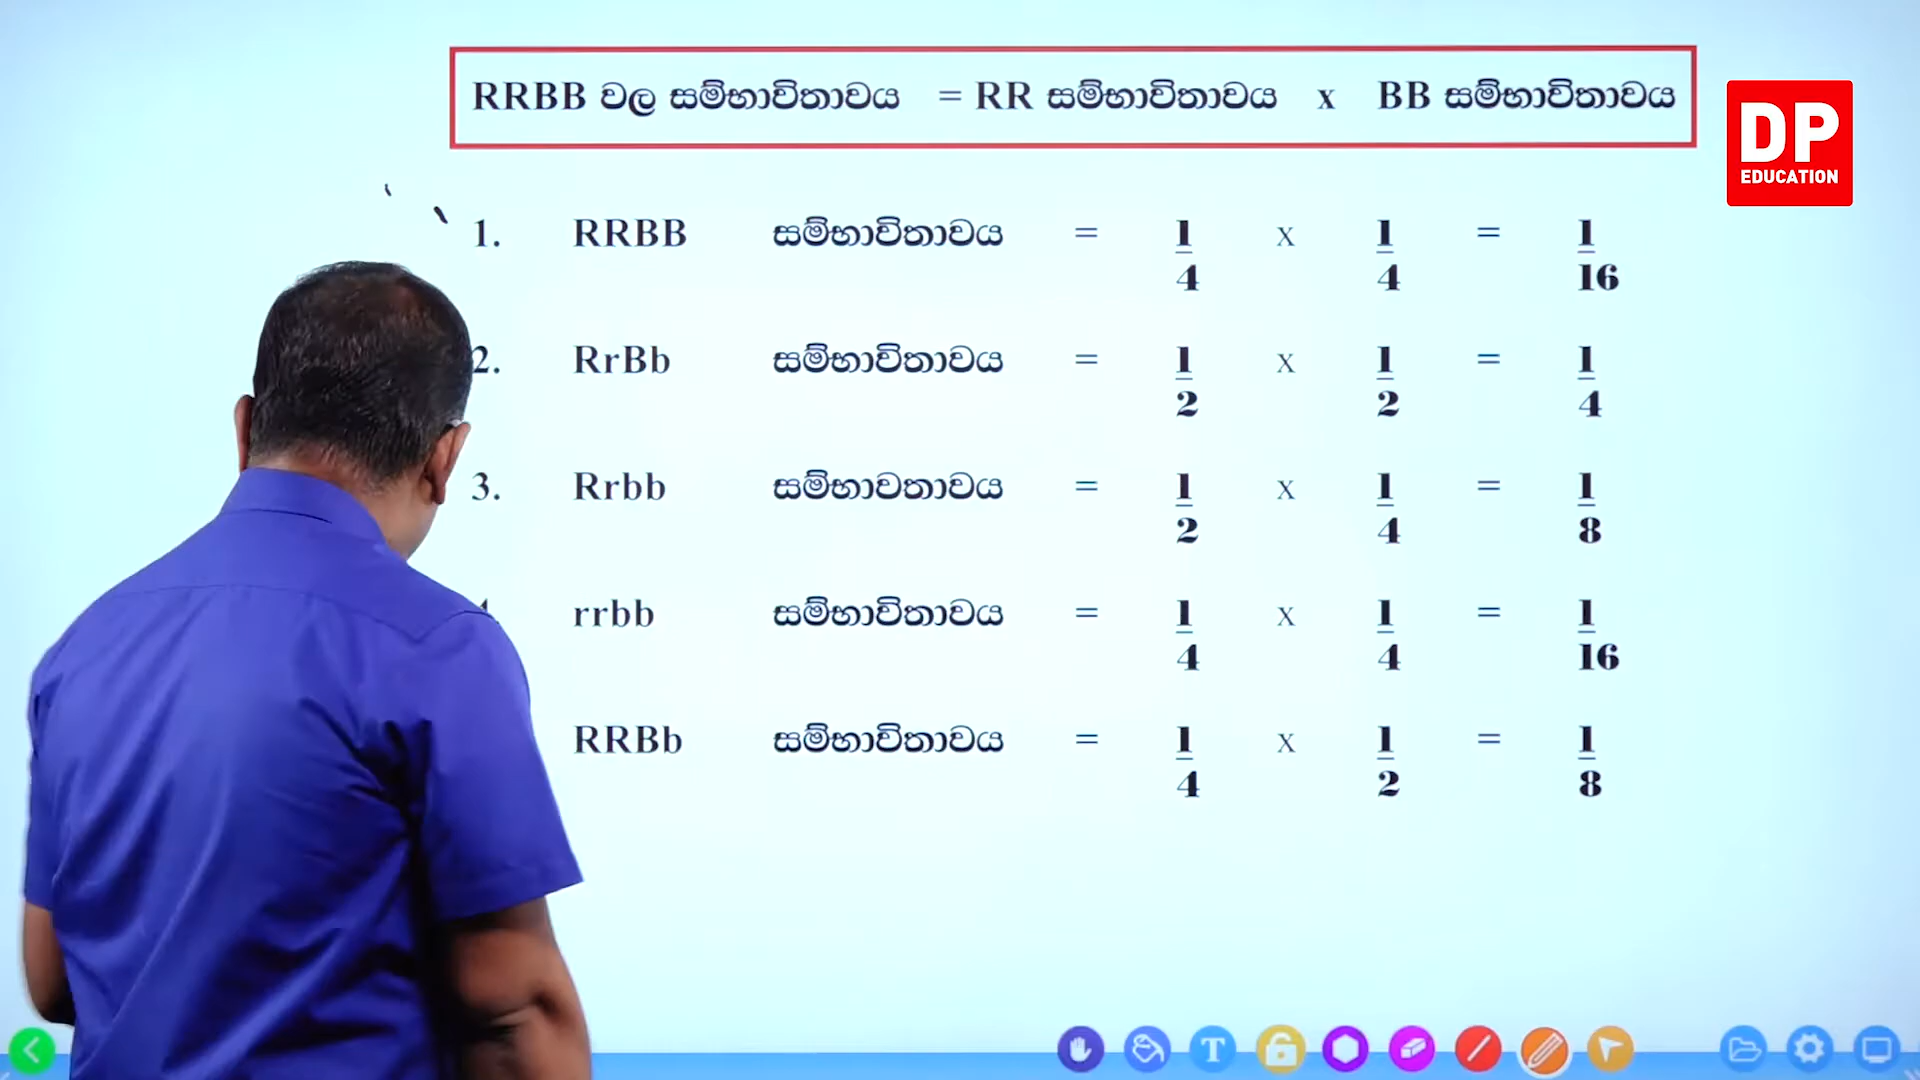 RRBB වල සම්භාවිතාවය = RR සම්භාවිතාවය x BB සම්භාවිතාවය
DP
EDUCATION
1. RRBB සම්භාවිතාවය = 1/4 x 1/4 = 1/16
2. RrBb සම්භාවිතාවය = 1/2 x 1/2 = 1/4
3. Rrbb සම්භාවතාවය = 1/2 x 1/4 = 1/8
rrbb සම්භාවිතාවය = 1/4 x 1/4 = 1/16
RRBb සම්භාවිතාවය = 1/4 x 1/2 = 1/8